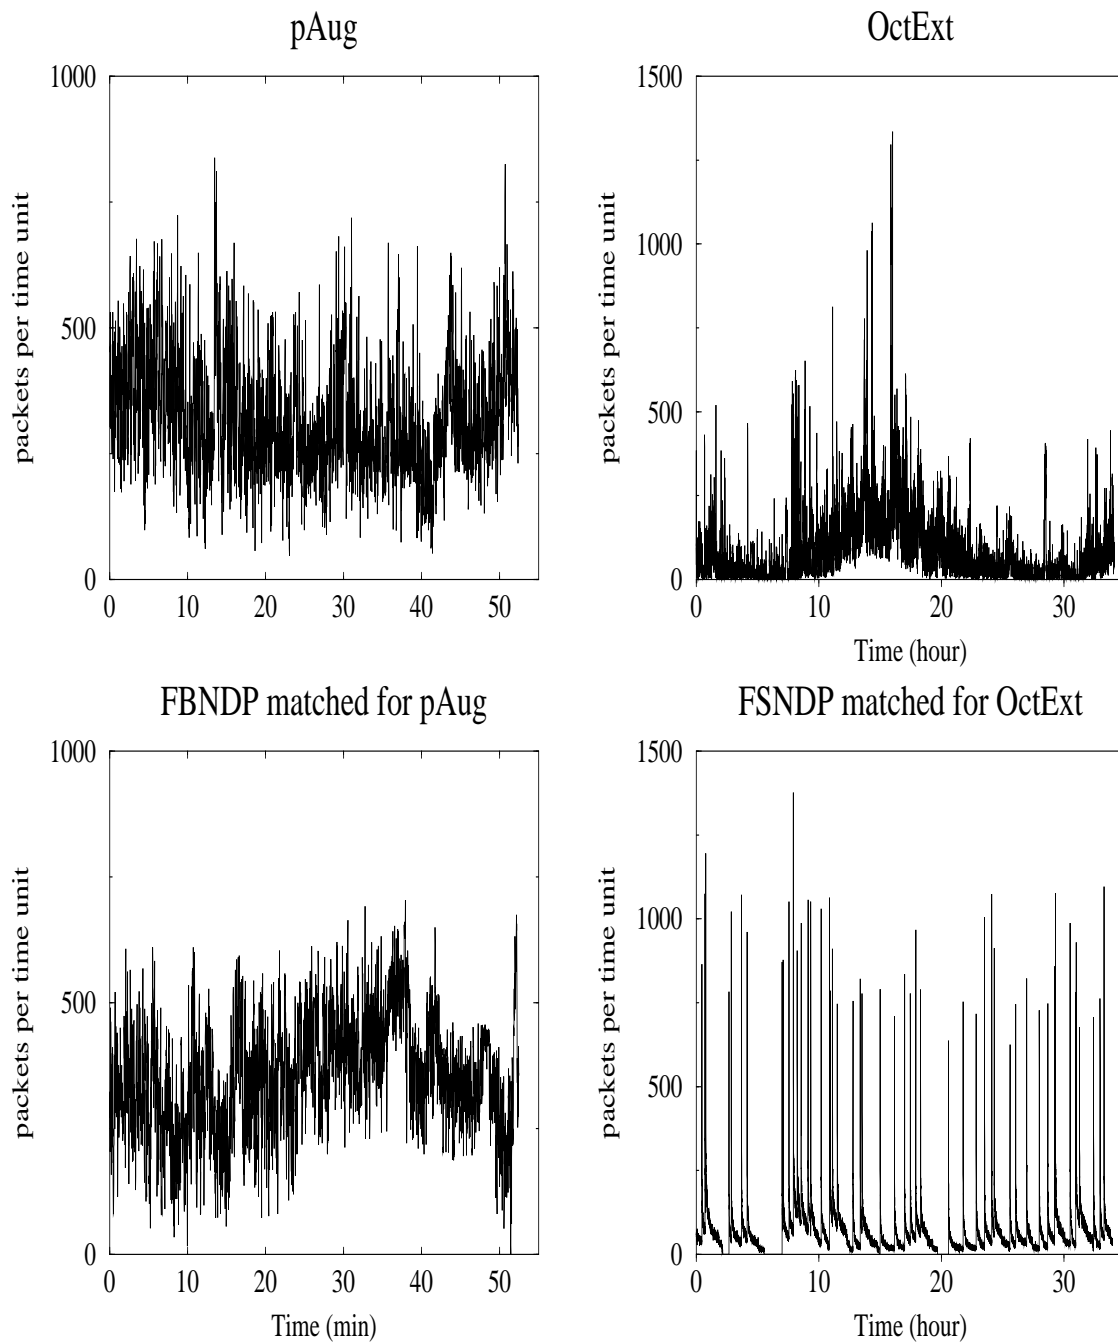 pAug
packets per time unit
1000
500
0
0 10 20 30 40 50
OctExt
packets per time unit
1500
1000
500
0
0 10 20 30
Time (hour)
FBNDP matched for pAug
packets per time unit
1000
500
0
0 10 20 30 40 50
Time (min)
FSNDP matched for OctExt
packets per time unit
1500
1000
500
0
0 10 20 30
Time (hour)